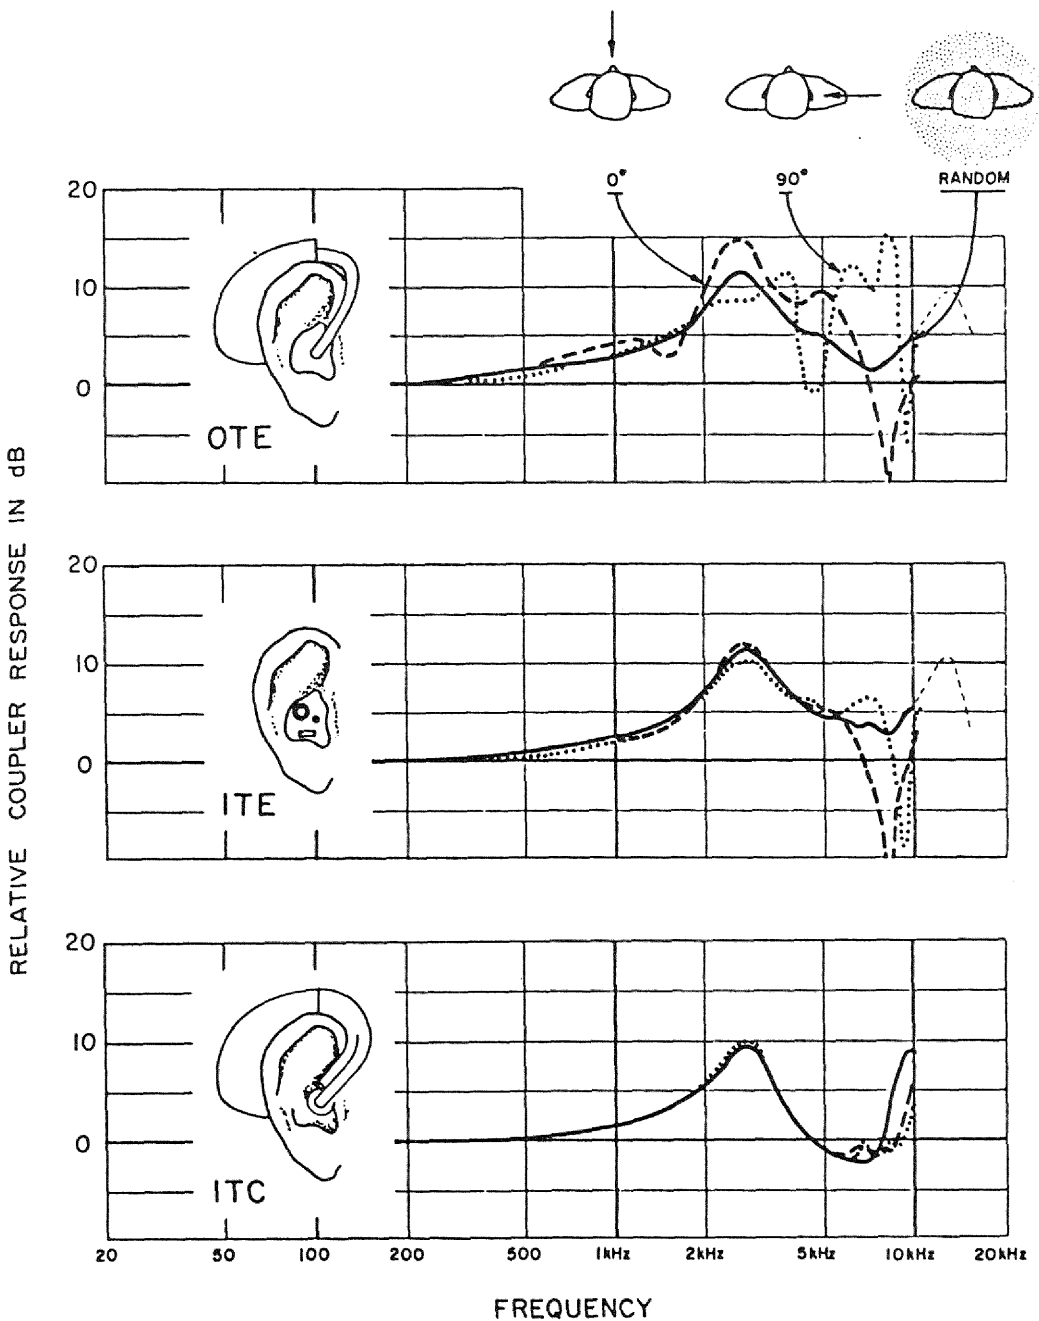 0° 90° RANDOM
20
10
0
OTE
20
10
0
ITE
20
10
0
ITC
20 50 100 200 500 1kHz 2kHz 5kHz 10kHz 20kHz
FREQUENCY
RELATIVE COUPLER RESPONSE IN dB